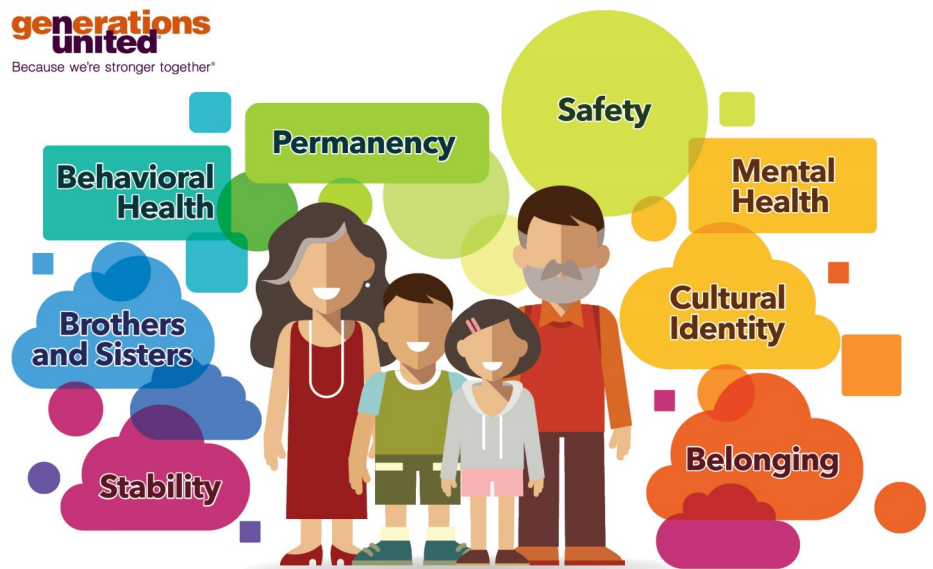 generations
united
Because we're stronger together®
Safety
Permanency
Behavioral
Health
Mental
Health
Brothers
and Sisters
Cultural
Identity
Stability
Belonging